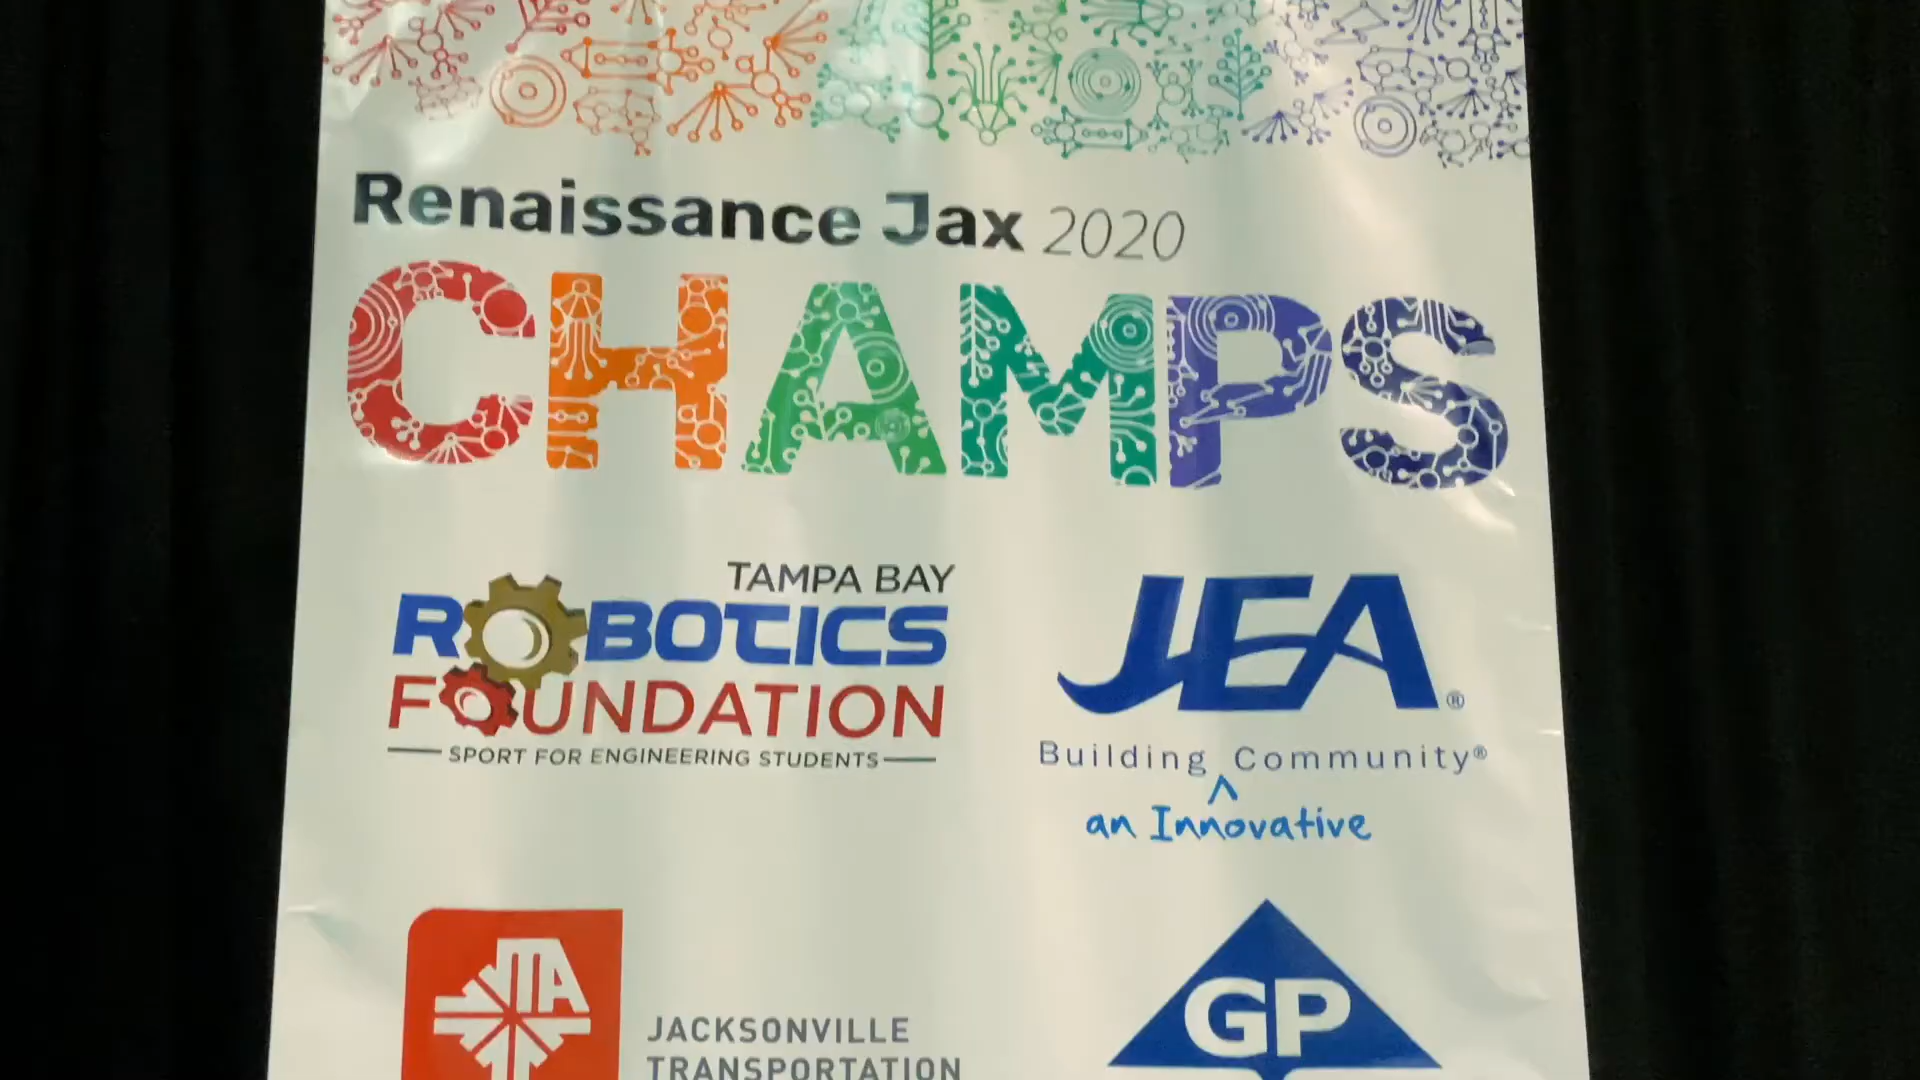 Renaissance Jax 2020
CHAMPS
TAMPA BAY
ROBOTICS
FOUNDATION
SPORT FOR ENGINEERING STUDENTS
JEA®
Building Community®
^
an Innovative
JTA
JACKSONVILLE
TRANSPORTATION
GP